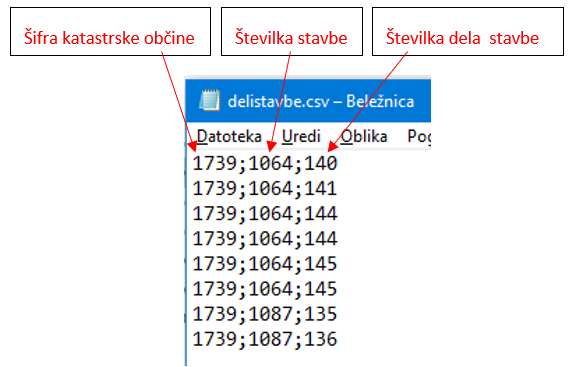 Šifra katastrske občine
Številka stavbe
Številka dela stavbe
delistavbe.csv – Beležnica
Datoteka Uredi Oblika Pog
1739;1064;140
1739;1064;141
1739;1064;144
1739;1064;144
1739;1064;145
1739;1064;145
1739;1087;135
1739;1087;136